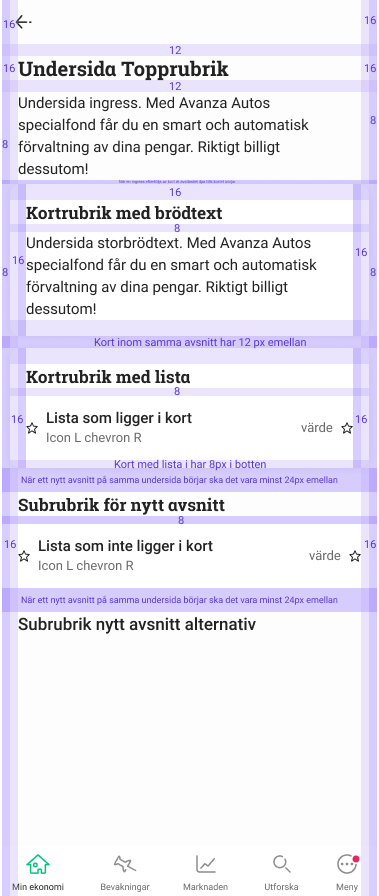 16
16
12
16
Undersida Topprubrik
16
12
Undersida ingress. Med Avanza Autos
specialfond får du en smart och automatisk
8
förvaltning av dina pengar. Riktigt billigt
8
dessutom!
16
Kortrubrik med brödtext
8
Undersida storbrödtext. Med Avanza Autos
16
16
specialfond får du en smart och automatisk
8
8
förvaltning av dina pengar. Riktigt billigt
dessutom!
Kort inom samma avsnitt har 12 px emellan
Kortrubrik med lista
8
16
Lista som ligger i kort
värde
16
Icon L chevron R
Kort med lista i har 8px i botten
När ett nytt avsnitt på samma undersida börjar ska det vara minst 24px emellan
Subrubrik för nytt avsnitt
8
16
Lista som inte ligger i kort
värde
16
Icon L chevron R
När ett nytt avsnitt på samma undersida börjar ska det vara minst 24px emellan
Subrubrik nytt avsnitt alternativ
Min ekonomi
Bevakningar
Marknaden
Utforska
Meny